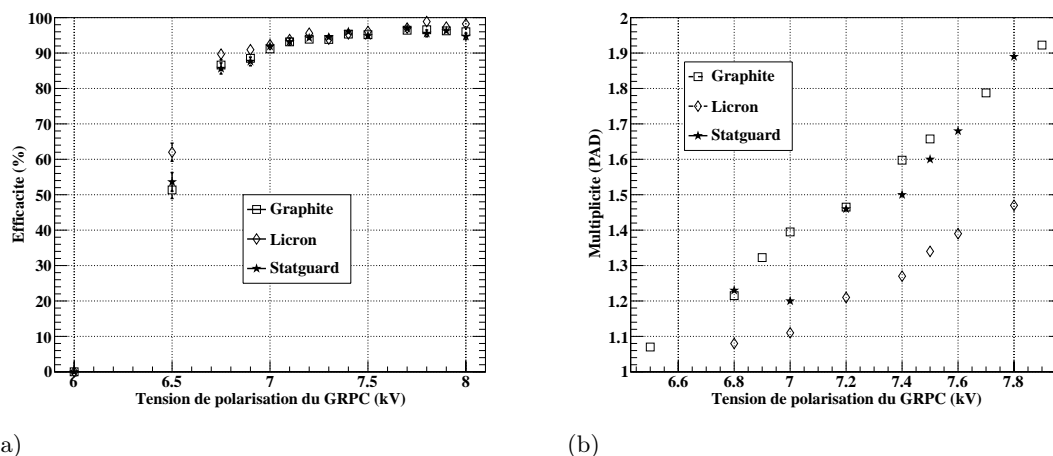 Efficacite (%)
100
90
80
70
60
50
40
30
20
10
0
Graphite
Licron
Statguard
6 6.5 7 7.5 8
Tension de polarisation du GRPC (kV)
a)
Multiplicite (PAD)
2
1.9
1.8
1.7
1.6
1.5
1.4
1.3
1.2
1.1
1
Graphite
Licron
Statguard
6.6 6.8 7 7.2 7.4 7.6 7.8
Tension de polarisation du GRPC (kV)
(b)